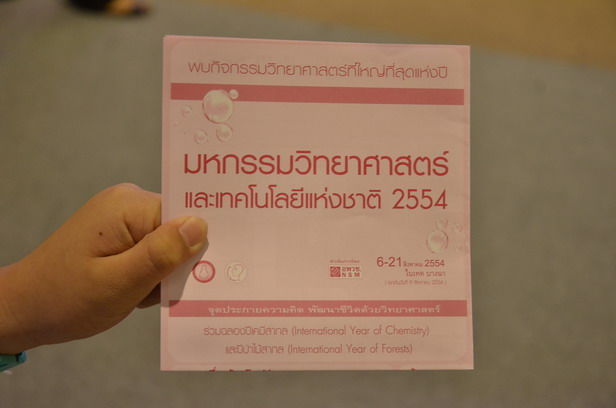 พบกิจกรรมวิทยาศาสตร์ที่ใหญ่ที่สุดแห่งปี
มหกรรมวิทยาศาสตร์
และเทคโนโลยีแห่งชาติ 2554
อพวช.
NSM
6-21 สิงหาคม 2554
ไบเทค บางนา
จุดประกายความคิด พัฒนาชีวิตด้วยวิทยาศาสตร์
ร่วมฉลองปีเคมีสากล (International Year of Chemistry)
และปีป่าไม้สากล (International Year of Forests)